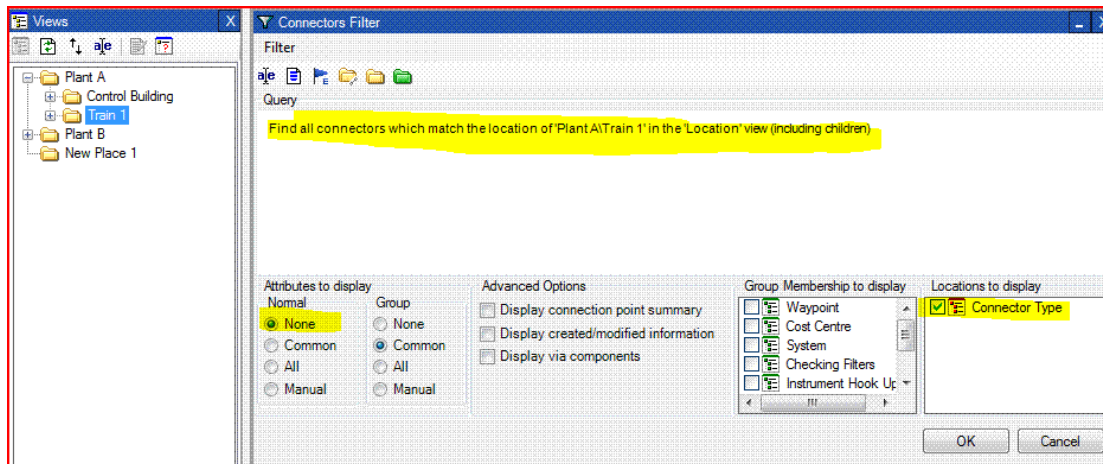 Views X
Plant A
Control Building
Train 1
Plant B
New Place 1
Connectors Filter
Filter
Query
Find all connectors which match the location of 'Plant A\Train 1' in the 'Location' view (including children)
Attributes to display
Normal
None
Common
All
Manual
Group
None
Common
All
Manual
Advanced Options
Display connection point summary
Display created/modified information
Display via components
Group Membership to display
Waypoint
Cost Centre
System
Checking Filters
Instrument Hook Up
Locations to display
Connector Type
OK
Cancel